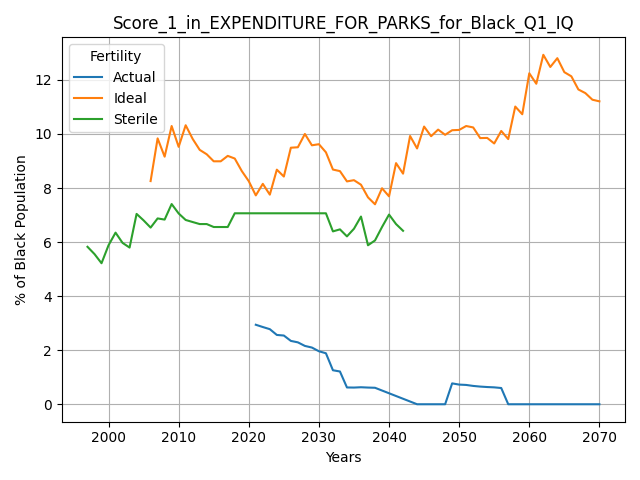 Score_1_in_EXPENDITURE_FOR_PARKS_for_Black_Q1_IQ
Fertility
Actual
Ideal
Sterile
% of Black Population
12
10
8
6
4
2
0
2000 2010 2020 2030 2040 2050 2060 2070
Years